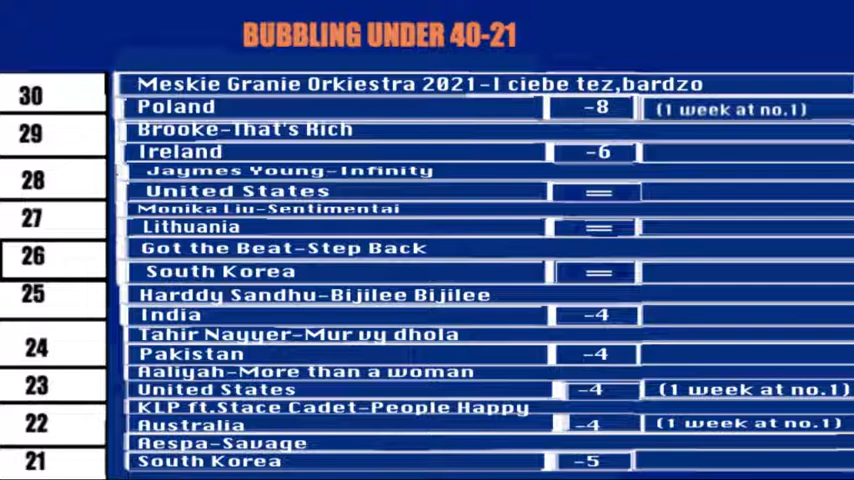 BUBBLING UNDER 40-21
30
Meskie Granie Orkiestra 2021-I ciebe tez,bardzo
Poland -8 (1 week at no.1)
29
Brooke-That's Rich
Ireland -6
28
Jaymes Young-Infinity
United States =
27
Monika Liu-Sentimentai
Lithuania =
26
Got the Beat-Step Back
South Korea =
25
Harddy Sandhu-Bijilee Bijilee
India -4
24
Tahir Nayyer-Mur vy dhola
Pakistan -4
23
Aaliyah-More than a woman
United States -4 (1 week at no.1)
22
KLP ft.Stace Cadet-People Happy
Australia -4 (1 week at no.1)
21
Aespa-Savage
South Korea -5